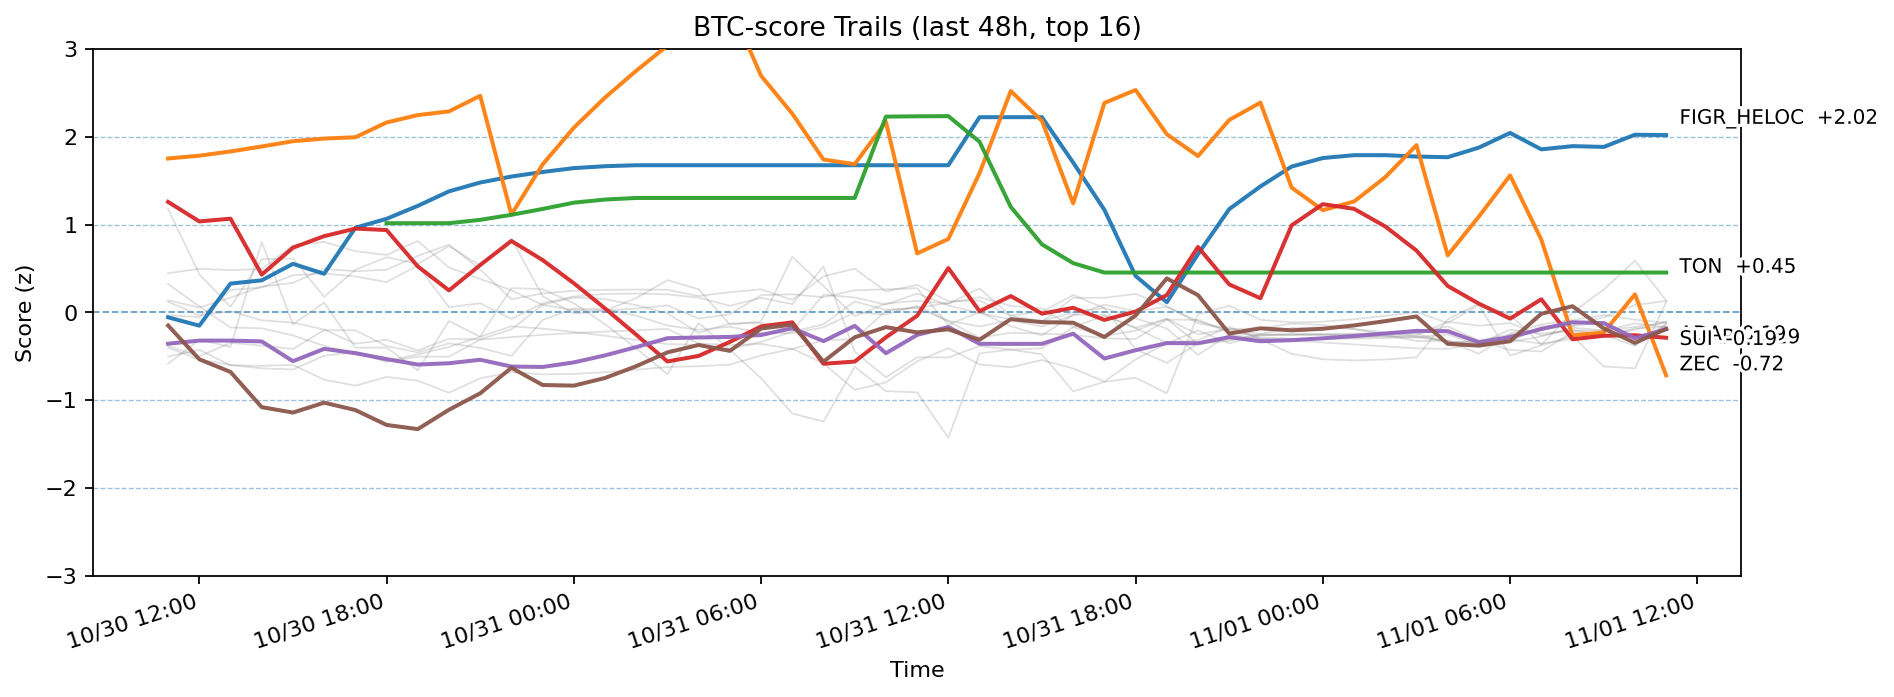 BTC-score Trails (last 48h, top 16)
Score (z)
3
2
1
0
−1
−2
−3
FIGR_HELOC +2.02
TON +0.45
SUI -0.19
ZEC -0.72
10/30 12:00
10/30 18:00
10/31 00:00
10/31 06:00
10/31 12:00
10/31 18:00
11/01 00:00
11/01 06:00
11/01 12:00
Time